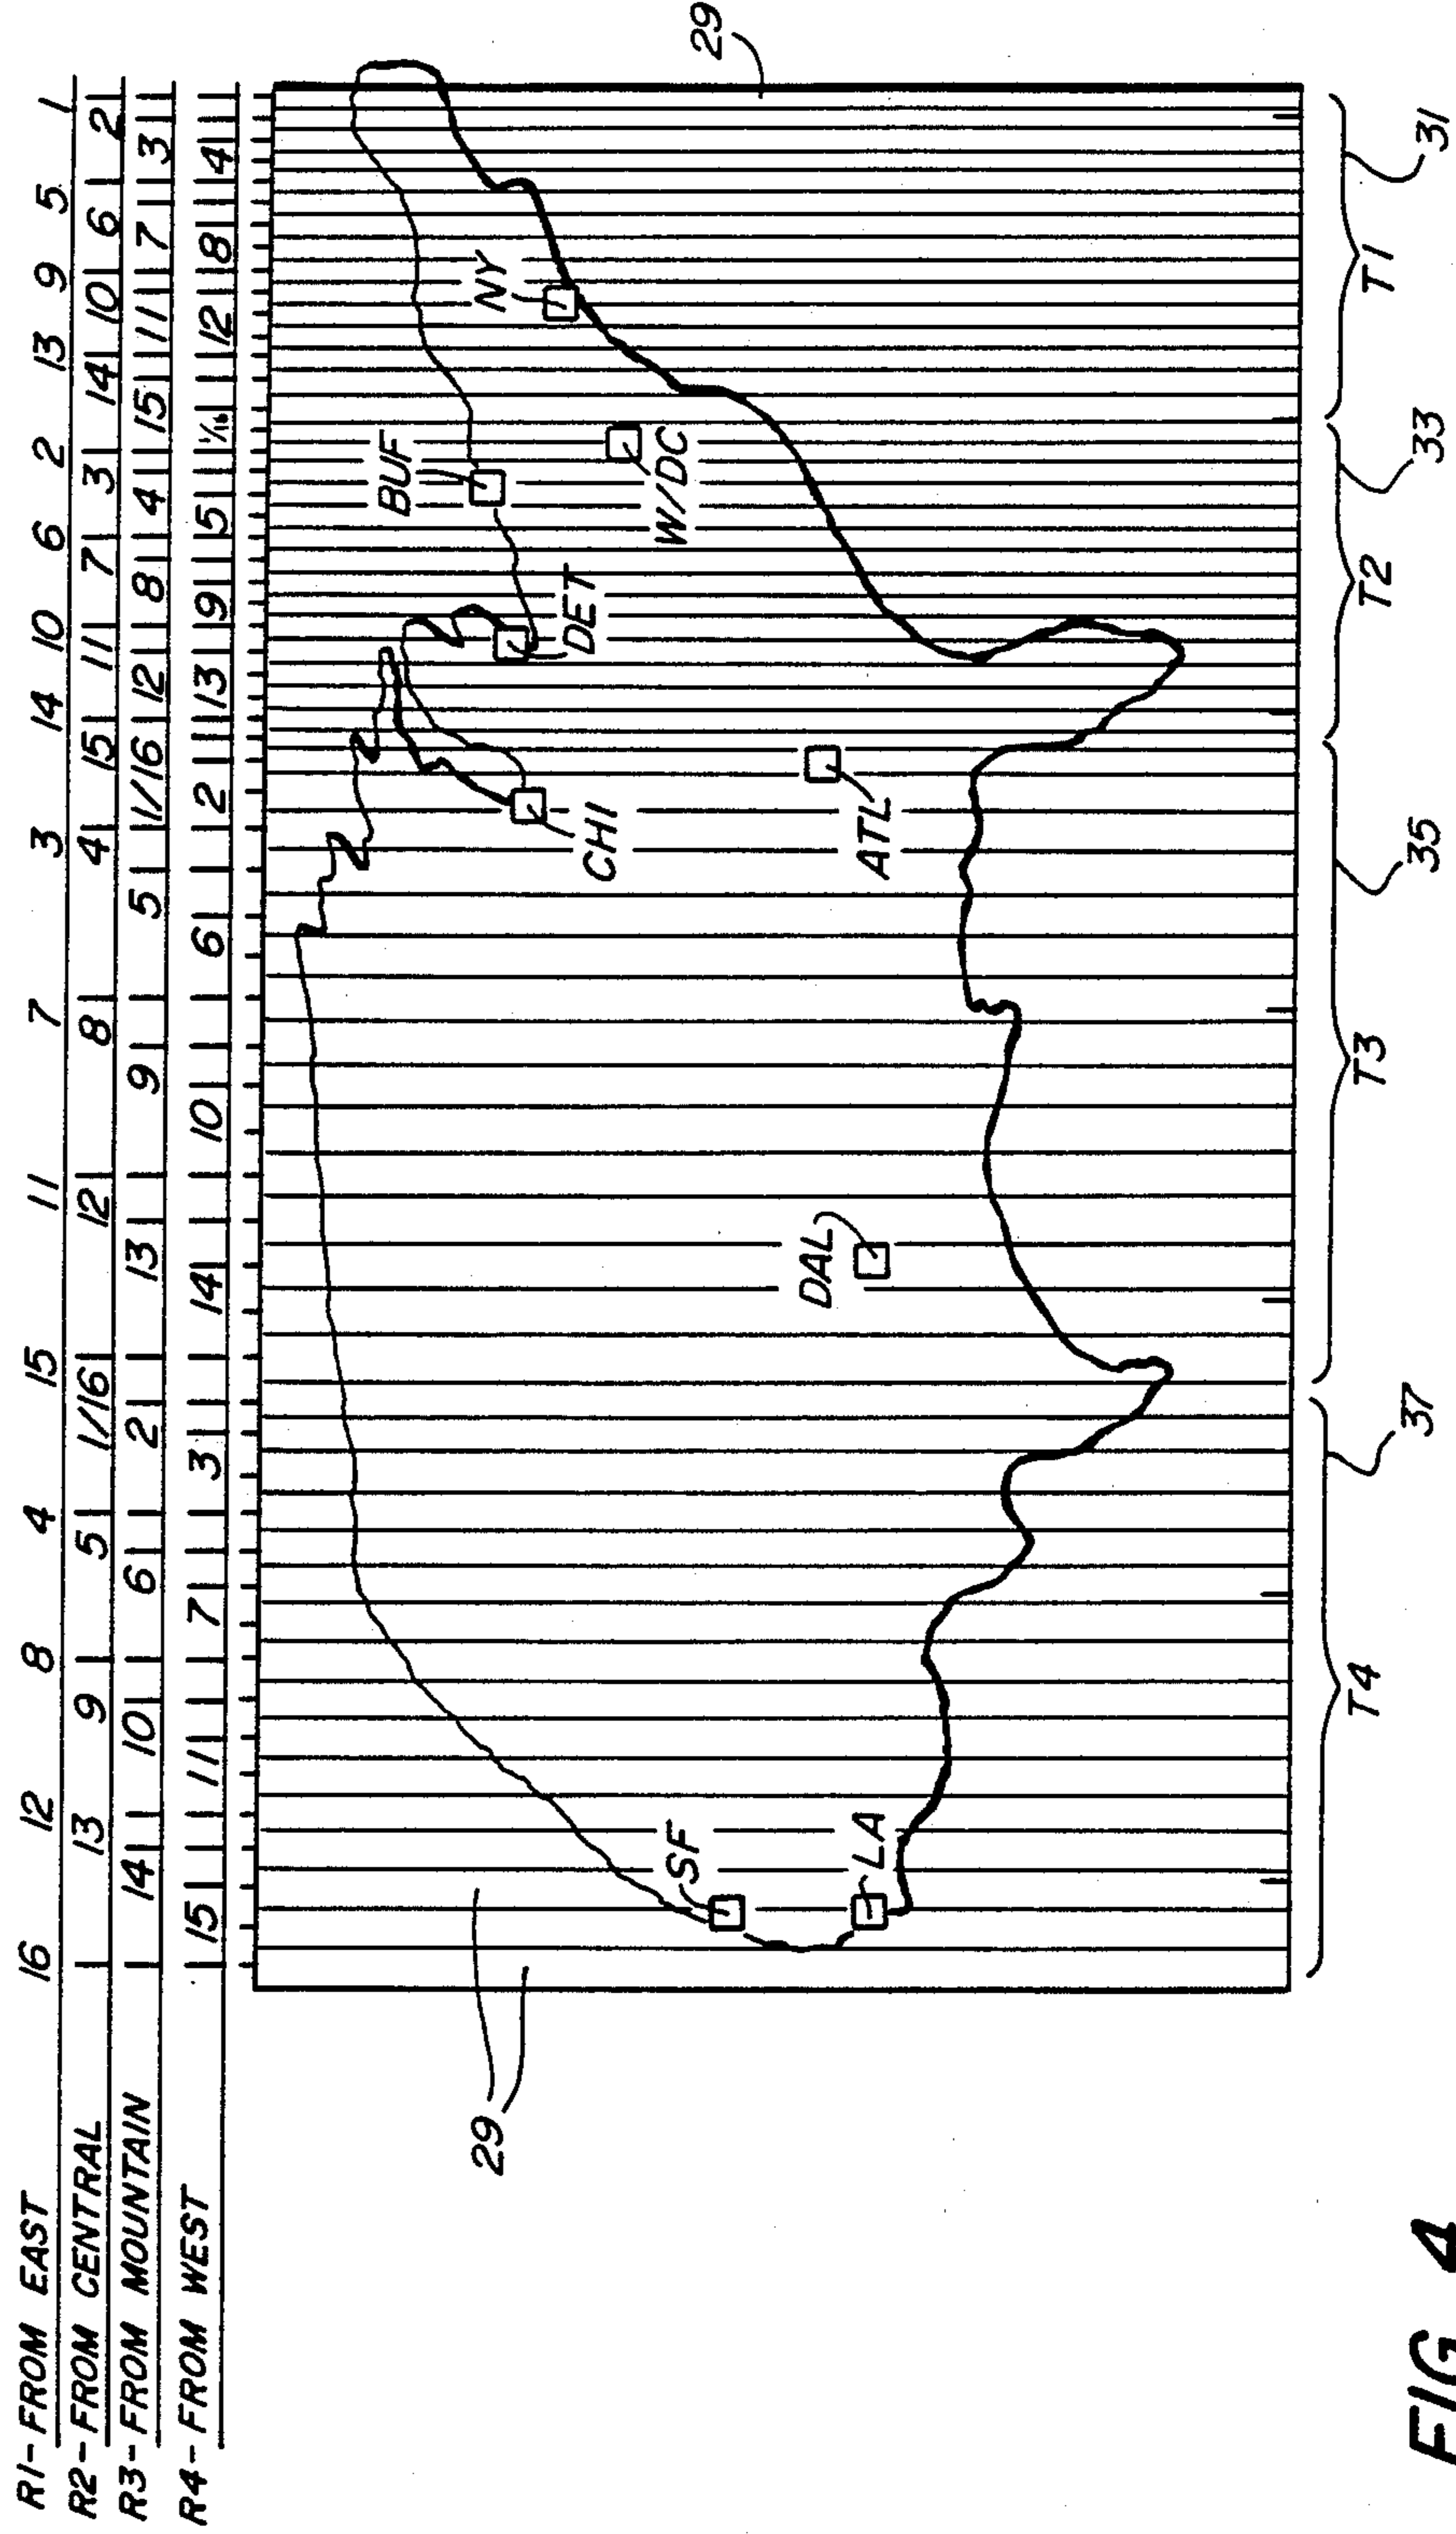 R1- FROM EAST 16 12 8 4 15 11 7 3 14 10 6 2 13 9 5 1
R2- FROM CENTRAL 13 9 5 1/16 12 8 4 15 11 7 3 14 10 6 2
R3- FROM MOUNTAIN 14 10 6 2 13 9 5 1/16 12 8 4 15 11 7 3
R4- FROM WEST 15 11 7 3 14 10 6 2 13 9 5 1/16 12 8 4
BUF
29
NY
DET
CHI
W/DC
SF
29
DAL
LA
ATL
T4 T3 T2 T1
37 35 33 31
FIG. 4